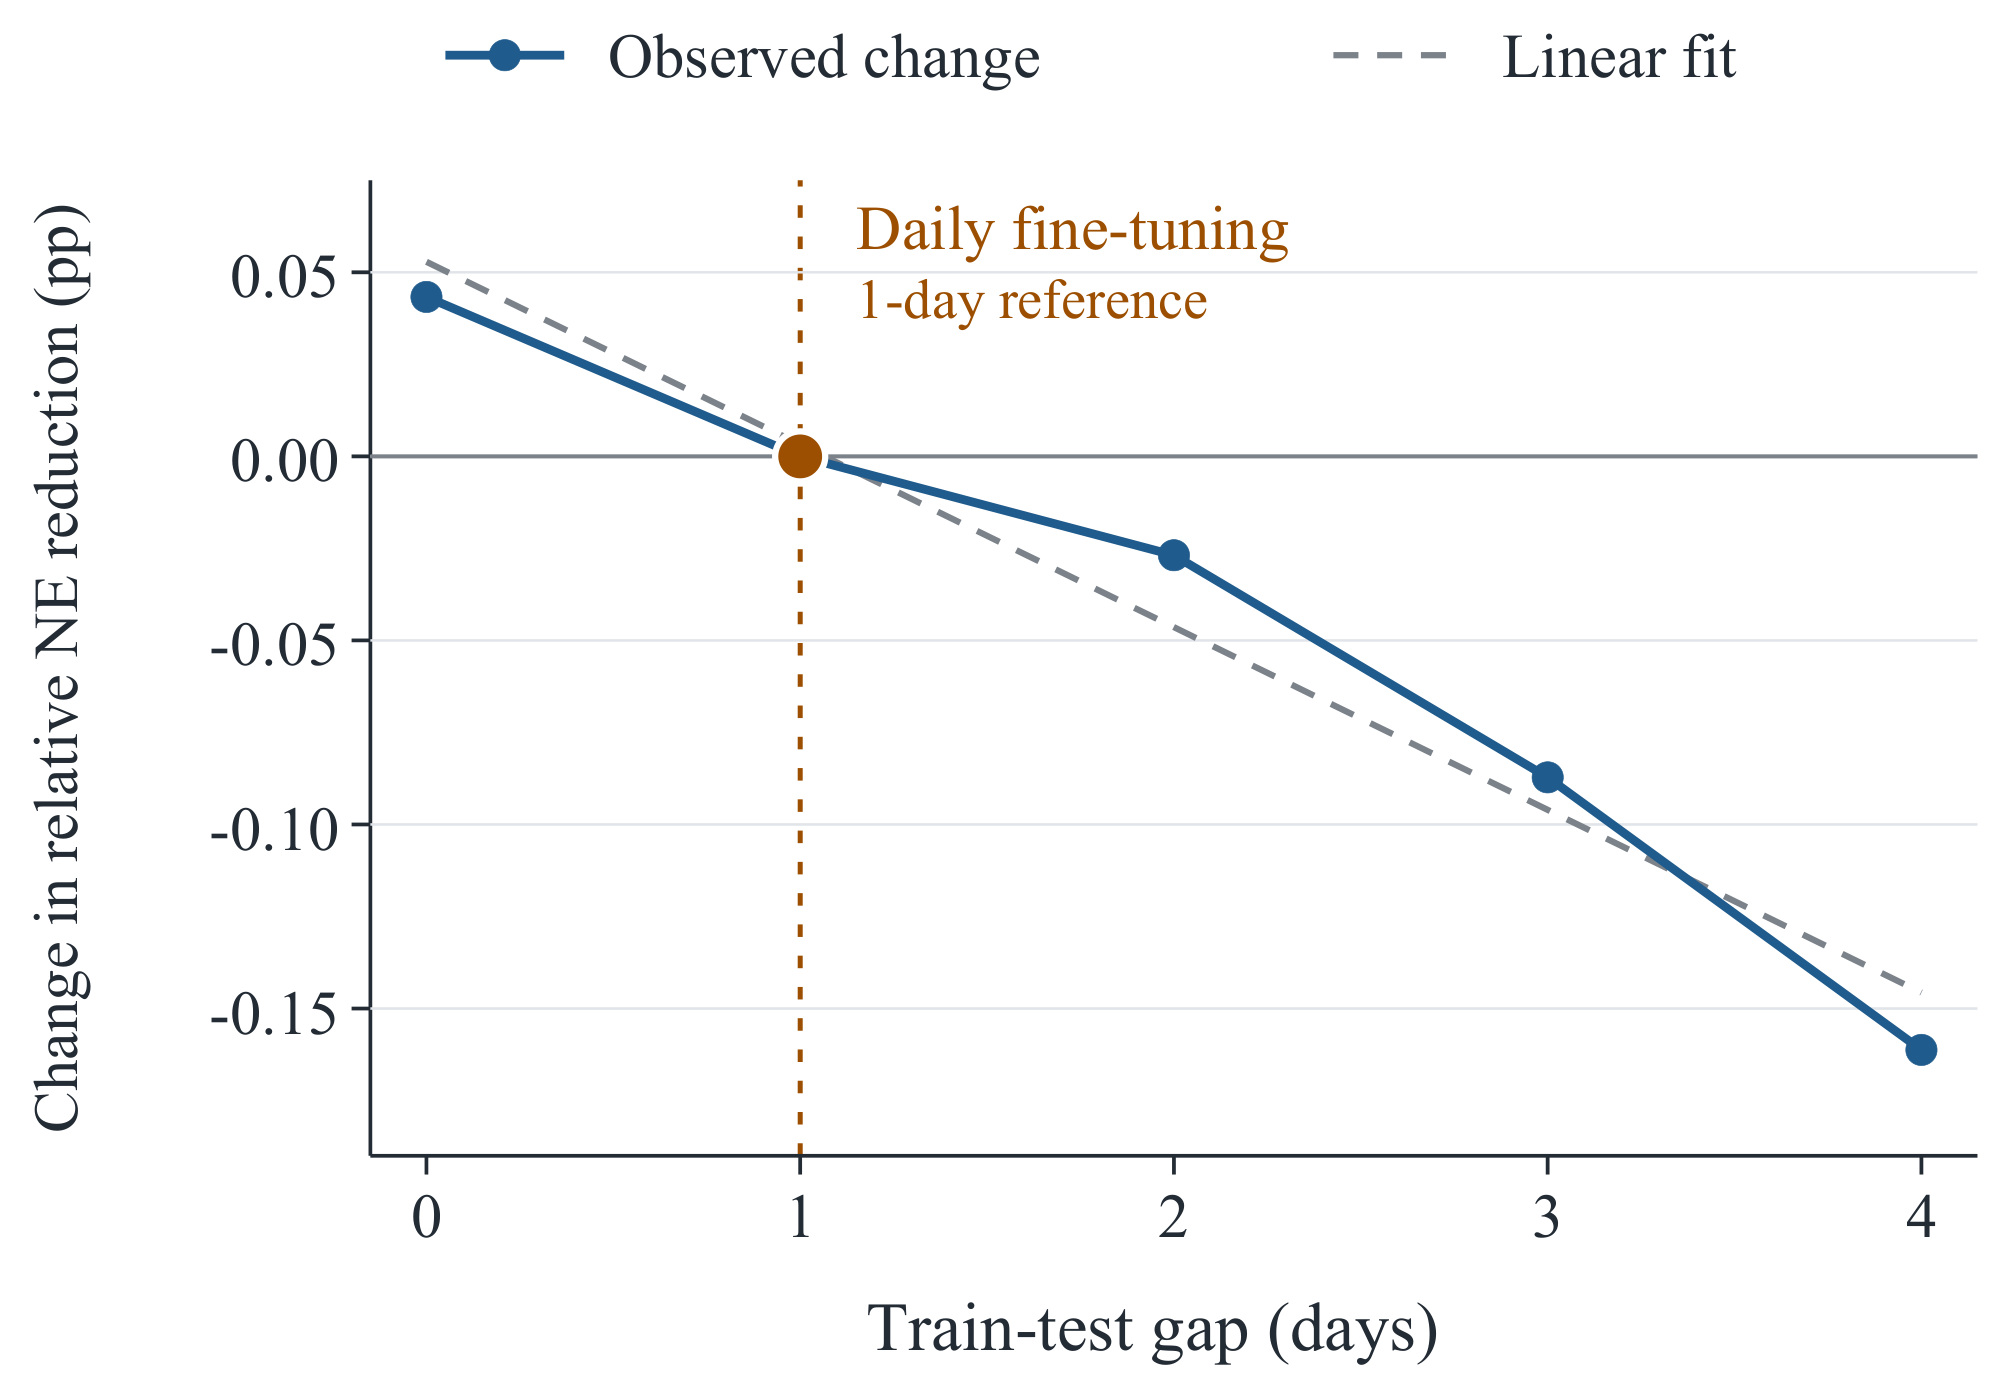 Observed change
Linear fit
Change in relative NE reduction (pp)
0.05
0.00
-0.05
-0.10
-0.15
Daily fine-tuning
1-day reference
0
1
2
3
4
Train-test gap (days)